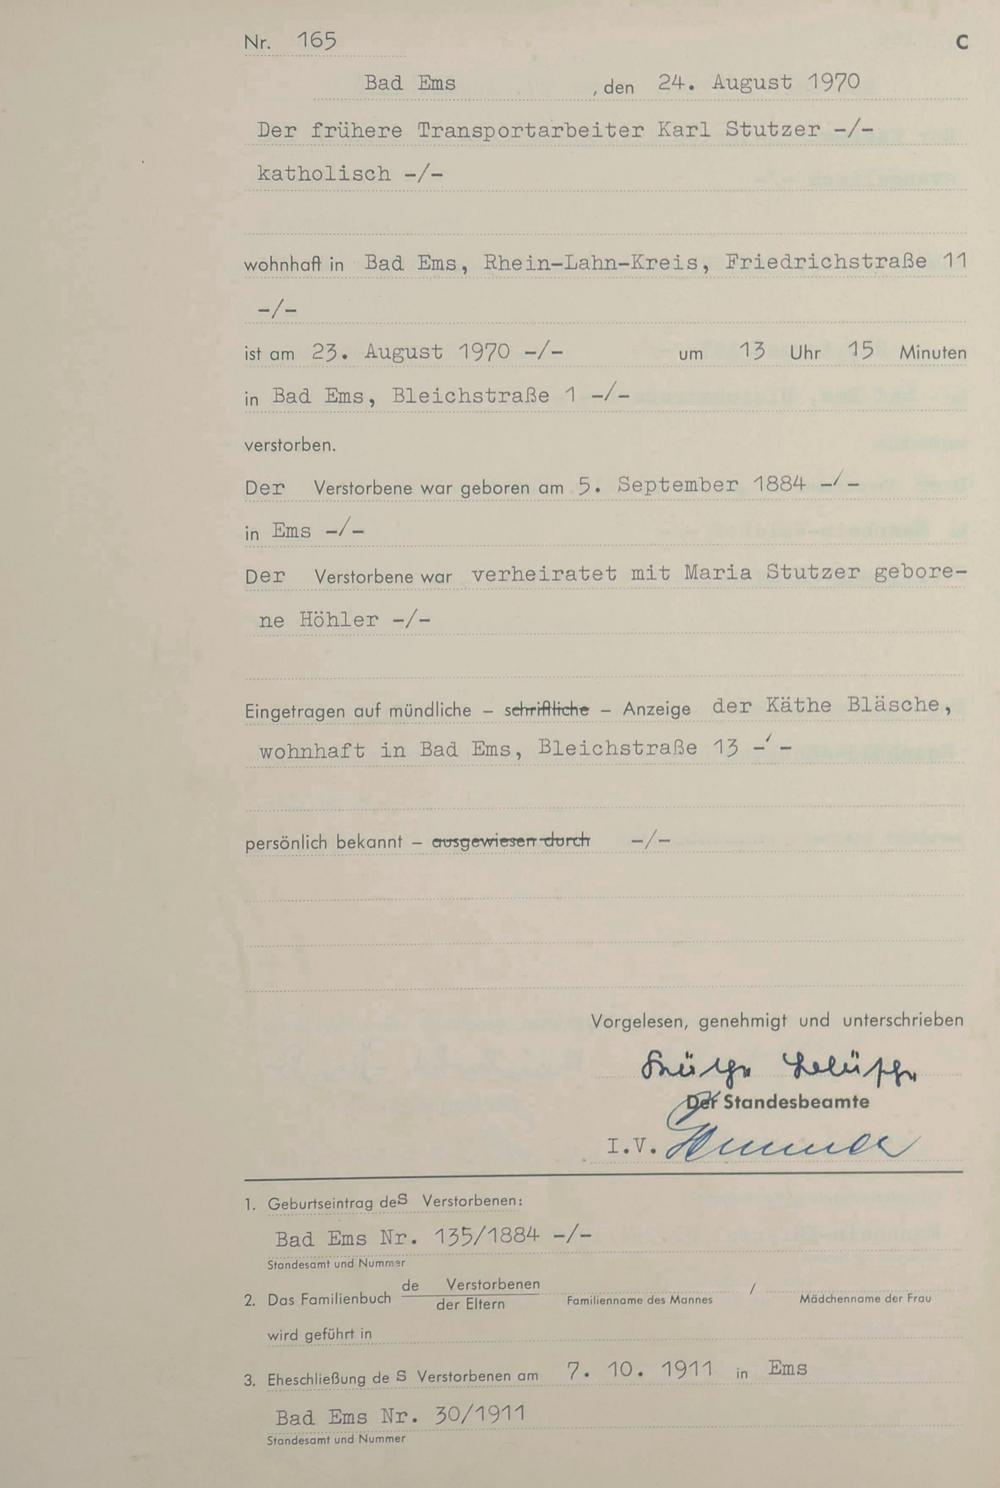 Nr. 165 C
Bad Ems , den 24. August 1970
Der frühere Transportarbeiter Karl Stutzer -/-
katholisch -/-
wohnhaft in Bad Ems, Rhein-Lahn-Kreis, Friedrichstraße 11
-/-
ist am 23. August 1970 -/- um 13 Uhr 15 Minuten
in Bad Ems, Bleichstraße 1 -/-
verstorben.
Der Verstorbene war geboren am 5. September 1884 -/-
in Ems -/-
Der Verstorbene war verheiratet mit Maria Stutzer gebore-
ne Höhler -/-
Eingetragen auf mündliche – schriftliche – Anzeige der Käthe Bläsche,
wohnhaft in Bad Ems, Bleichstraße 13 -/-
persönlich bekannt – ausgewiesen durch -/-
Vorgelesen, genehmigt und unterschrieben
Der Standesbeamte
I.V.
1. Geburtseintrag des Verstorbenen:
Bad Ems Nr. 135/1884 -/-
Standesamt und Nummer
2. Das Familienbuch de Verstorbenen / der Eltern Familienname des Mannes / Mädchenname der Frau
wird geführt in
3. Eheschließung de s Verstorbenen am 7. 10. 1911 in Ems
Bad Ems Nr. 30/1911
Standesamt und Nummer